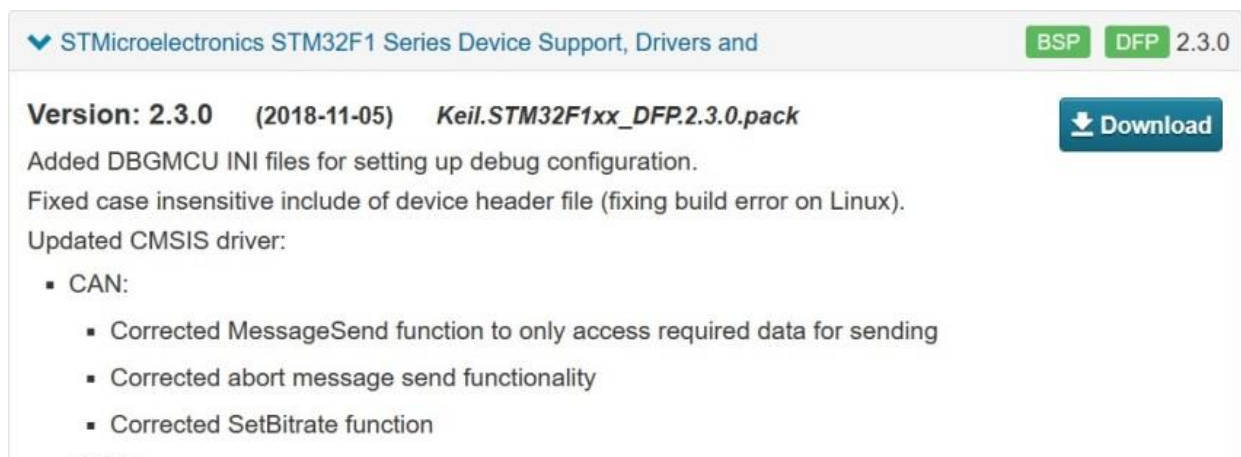 STMicroelectronics STM32F1 Series Device Support, Drivers and BSP DFP 2.3.0
Version: 2.3.0 (2018-11-05) Keil.STM32F1xx_DFP.2.3.0.pack Download
Added DBGMCU INI files for setting up debug configuration.
Fixed case insensitive include of device header file (fixing build error on Linux).
Updated CMSIS driver:
▪ CAN:
▪ Corrected MessageSend function to only access required data for sending
▪ Corrected abort message send functionality
▪ Corrected SetBitrate function